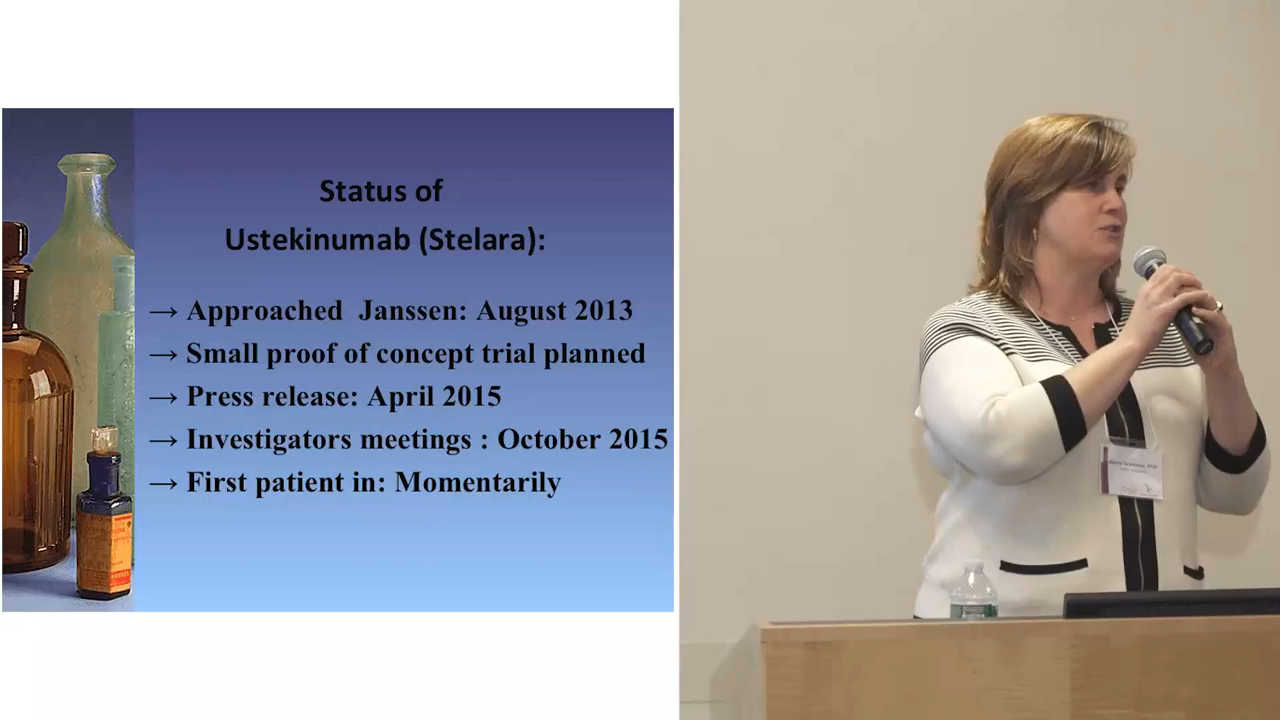 Status of
Ustekinumab (Stelara):
→ Approached Janssen: August 2013
→ Small proof of concept trial planned
→ Press release: April 2015
→ Investigators meetings : October 2015
→ First patient in: Momentarily
PhD